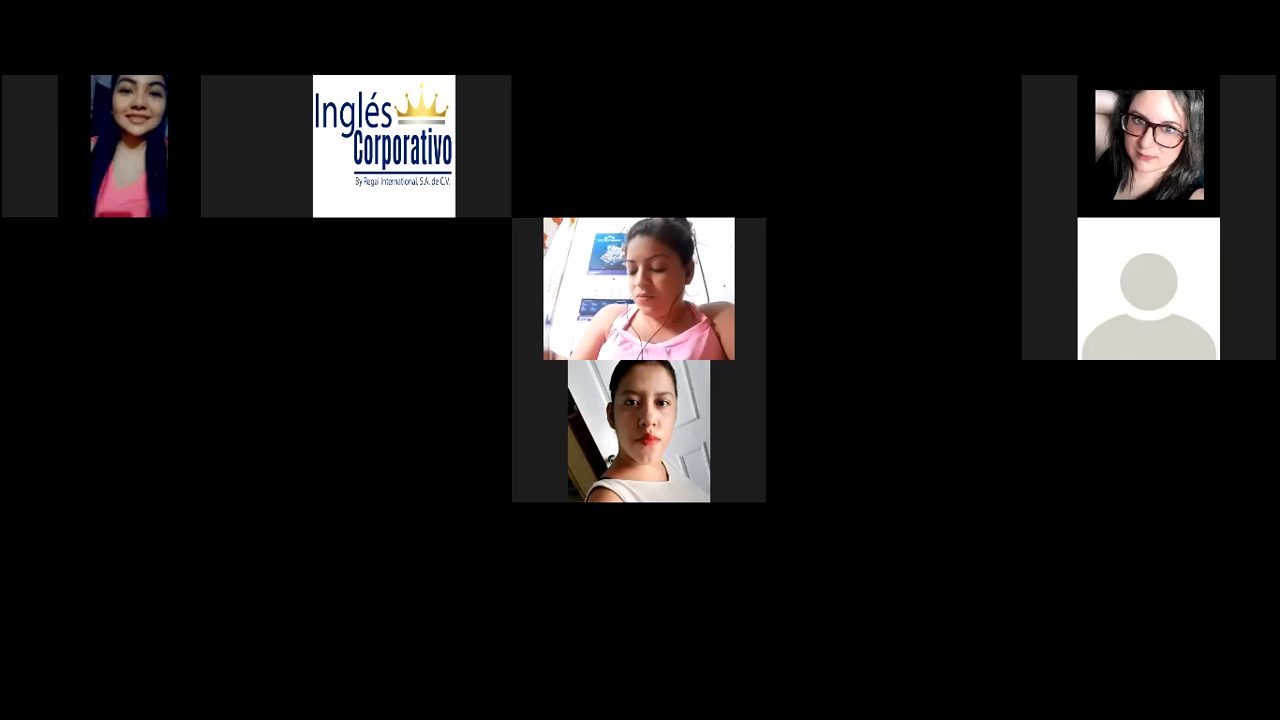 Inglés
Corporativo
By Regal International, S.A. de C.V.